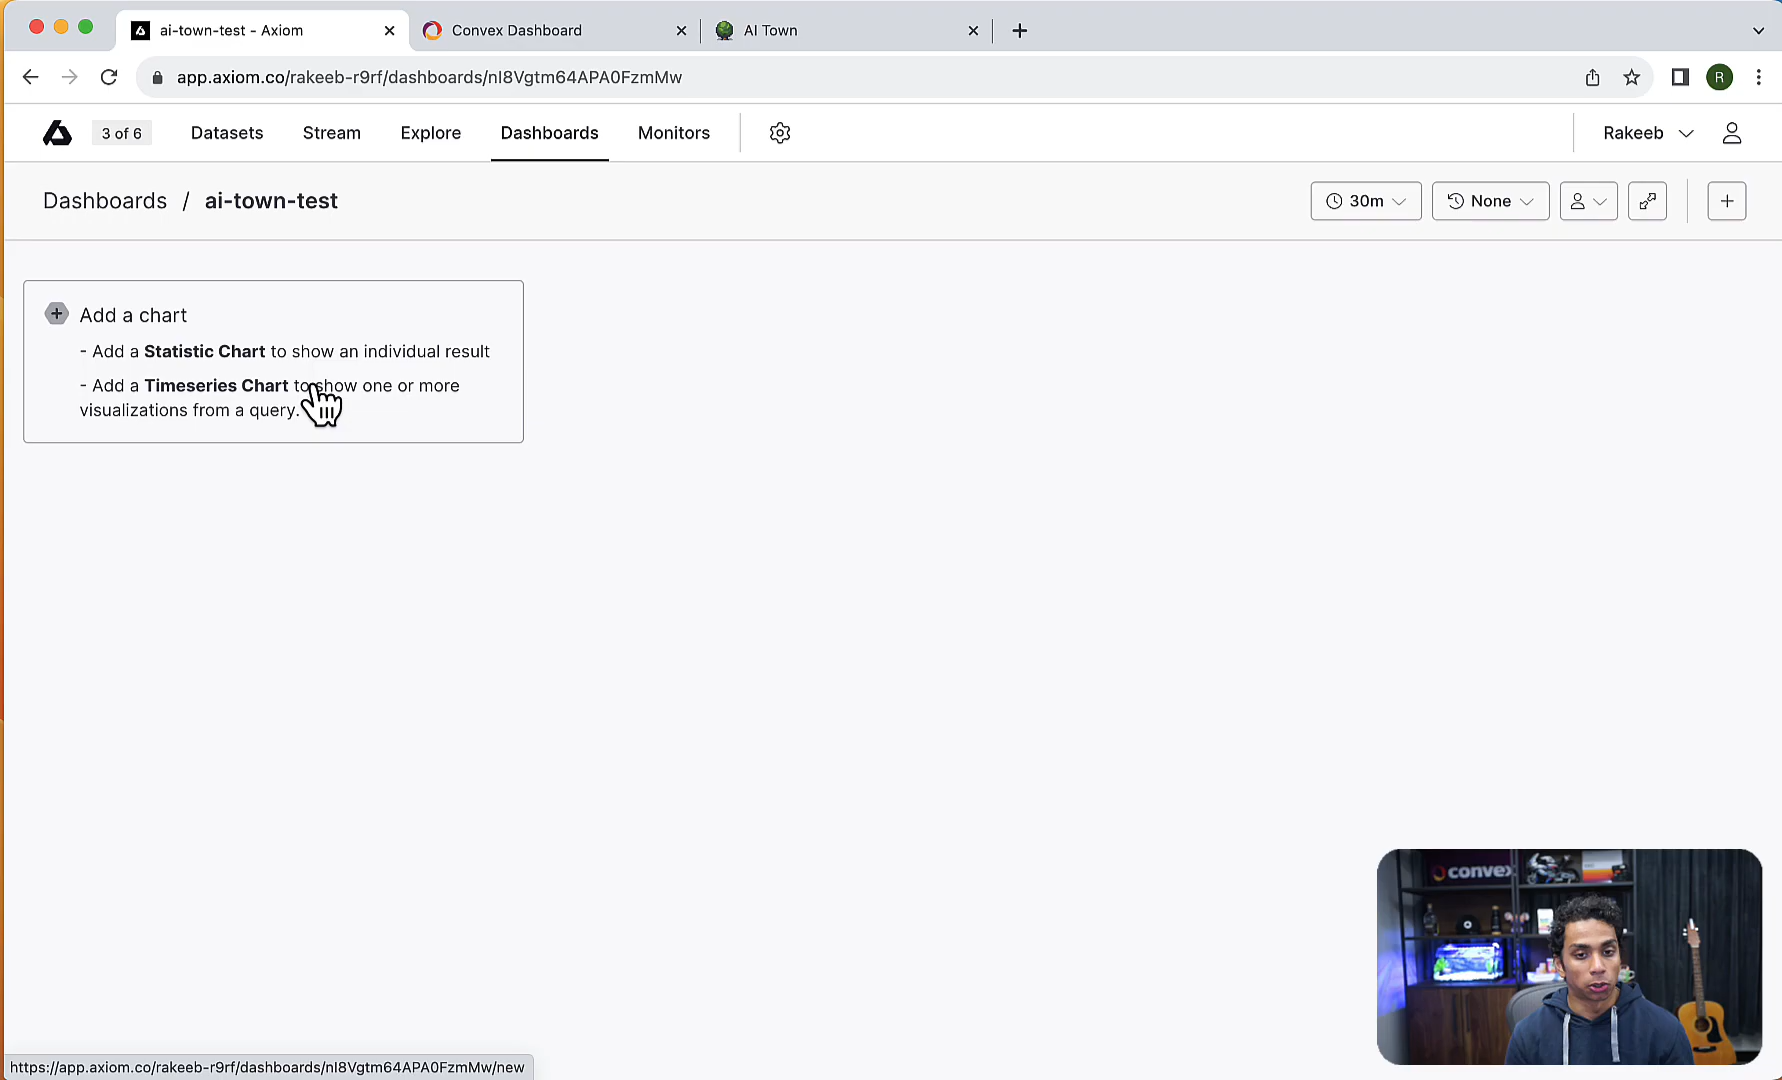 ai-town-test - Axiom
Convex Dashboard
AI Town
app.axiom.co/rakeeb-r9rf/dashboards/nI8Vgtm64APA0FzmMw
R
3 of 6
Datasets
Stream
Explore
Dashboards
Monitors
Rakeeb
Dashboards / ai-town-test
30m
None
Add a chart
- Add a Statistic Chart to show an individual result
- Add a Timeseries Chart to show one or more
visualizations from a query.
convex
https://app.axiom.co/rakeeb-r9rf/dashboards/nI8Vgtm64APA0FzmMw/new